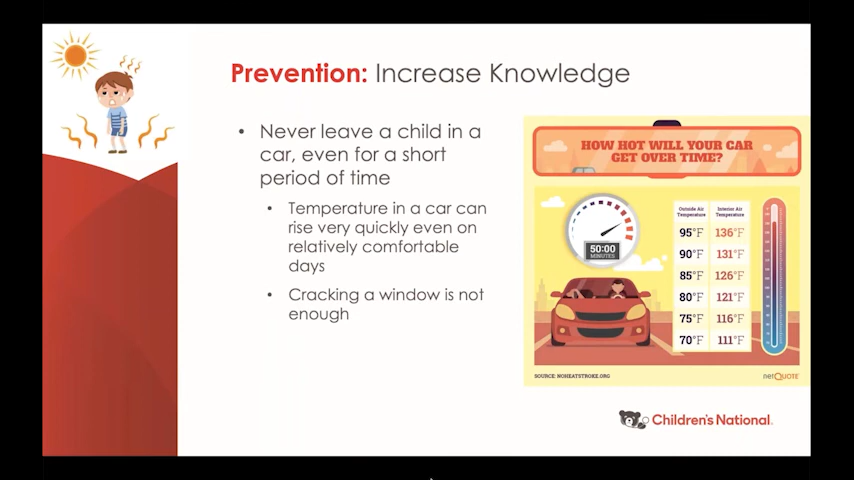 Prevention: Increase Knowledge
• Never leave a child in a
car, even for a short
period of time
• Temperature in a car can
rise very quickly even on
relatively comfortable
days
• Cracking a window is not
enough
HOW HOT WILL YOUR CAR
GET OVER TIME?
50:00
MINUTES
Outside Air Interior Air
Temperature Temperature
95°F 136°F
90°F 131°F
85°F 126°F
80°F 121°F
75°F 116°F
70°F 111°F
SOURCE: NOHEATSTROKE.ORG
netQUOTE
Children's National.